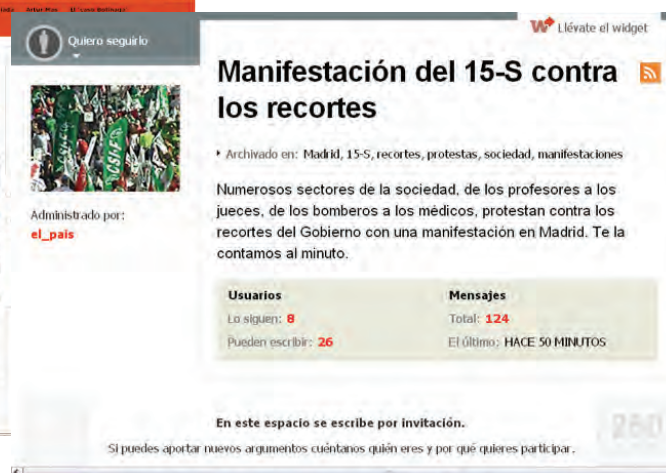 Quiero seguirlo
Llévate el widget
Manifestación del 15-S contra
los recortes
Archivado en: Madrid, 15-S, recortes, protestas, sociedad, manifestaciones
CSIF
Administrado por:
el_pais
Numerosos sectores de la sociedad, de los profesores a los
jueces, de los bomberos a los médicos, protestan contra los
recortes del Gobierno con una manifestación en Madrid. Te la
contamos al minuto.
Usuarios
Lo siguen: 8
Pueden escribir: 26
Mensajes
Total: 124
El último: HACE 50 MINUTOS
En este espacio se escribe por invitación.
280
Si puedes aportar nuevos argumentos cuéntanos quién eres y por qué quieres participar.